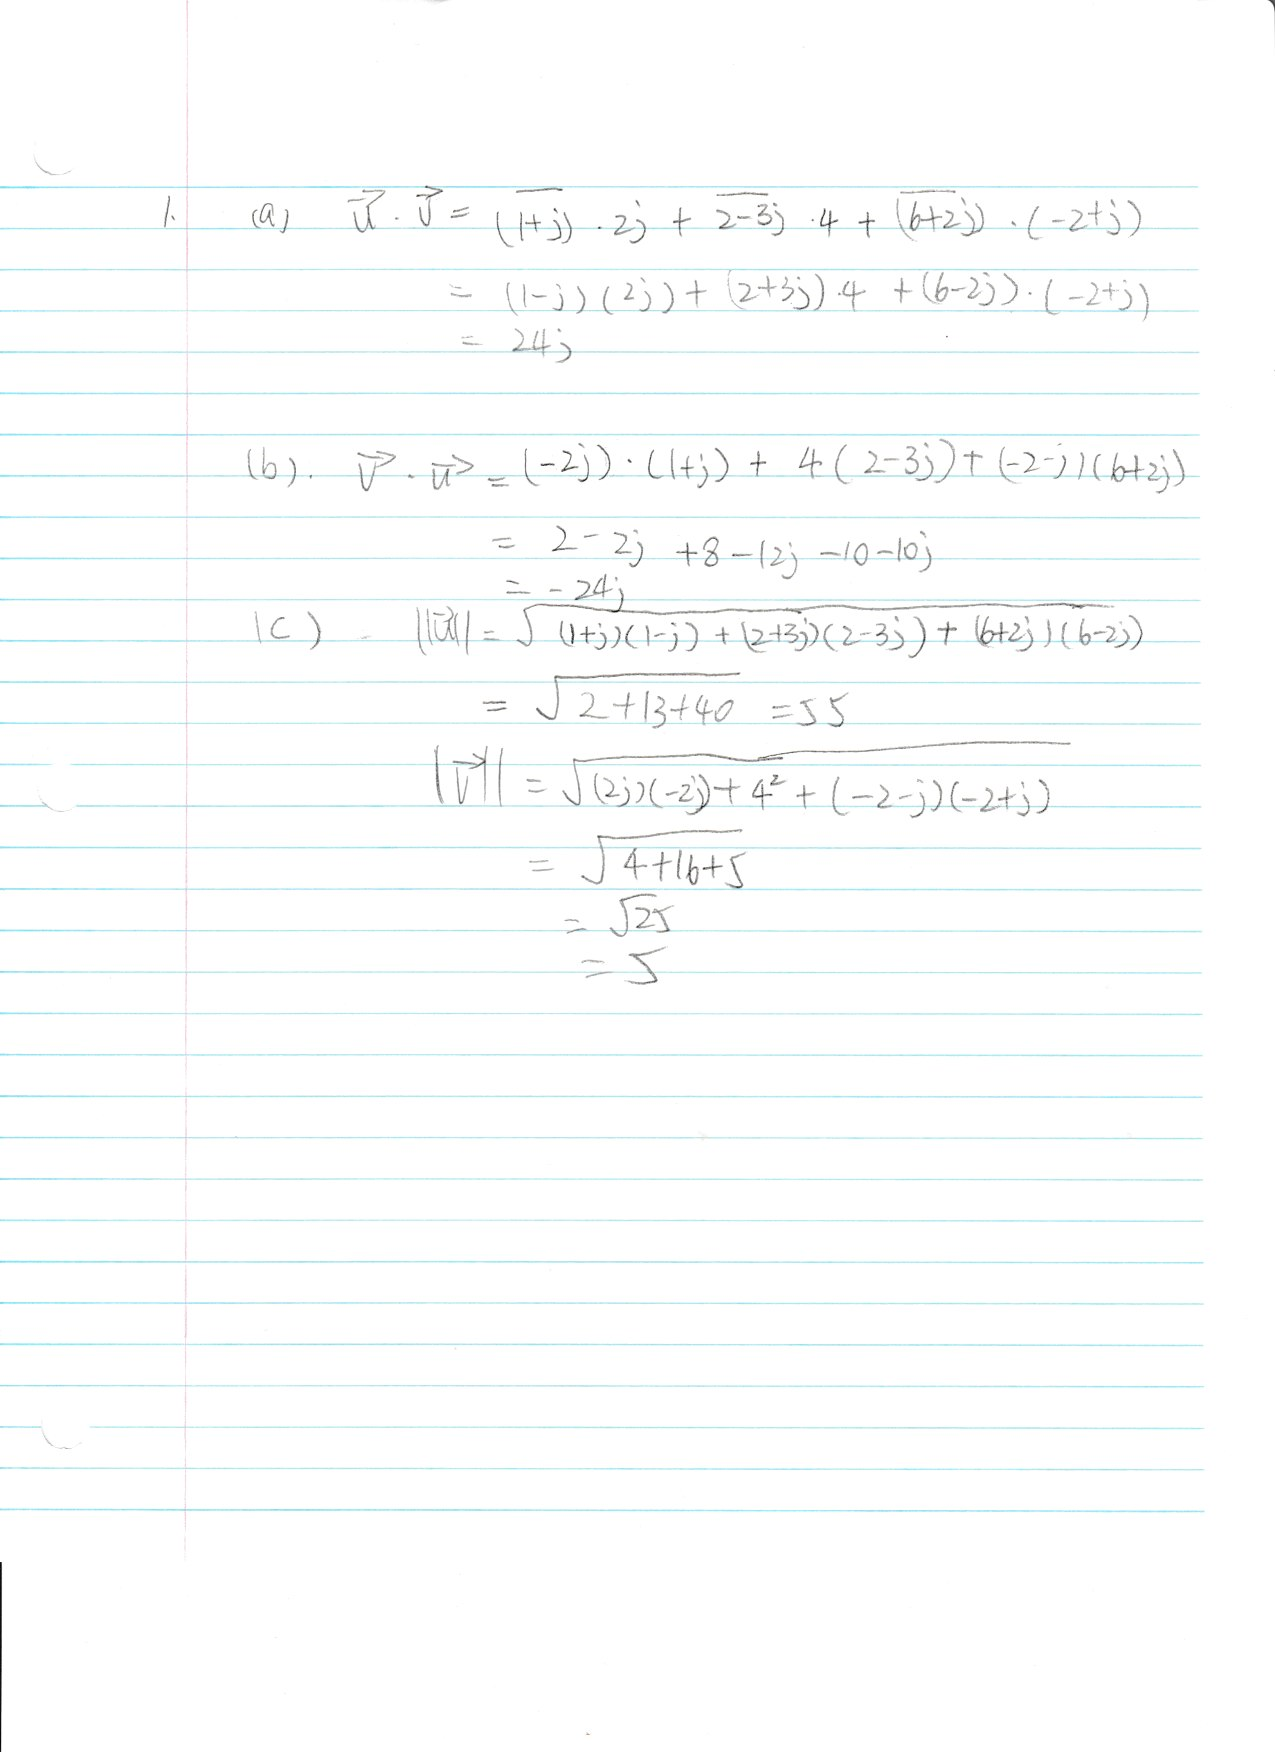 1. (a) $\vec{u} \cdot \vec{v} = \overline{(1+j)} \cdot 2j + \overline{2-3j} \cdot 4 + \overline{(6+2j)} \cdot (-2+j)$
$= (1-j)(2j) + (2+3j) \cdot 4 + (6-2j) \cdot (-2+j)$
$= 24j$
(b). $\vec{v} \cdot \vec{u} = (-2j) \cdot (1+j) + 4(2-3j) + (-2-j)(6+2j)$
$= 2-2j+8-12j-10-10j$
$= -24j$
(c) $||\vec{u}|| = \sqrt{(1+j)(1-j) + (2+3j)(2-3j) + (6+2j)(6-2j)}$
$= \sqrt{2+13+40} = 55$
$||\vec{v}|| = \sqrt{(2j)(-2j) + 4^2 + (-2-j)(-2+j)}$
$= \sqrt{4+16+5}$
$= \sqrt{25}$
$= 5$